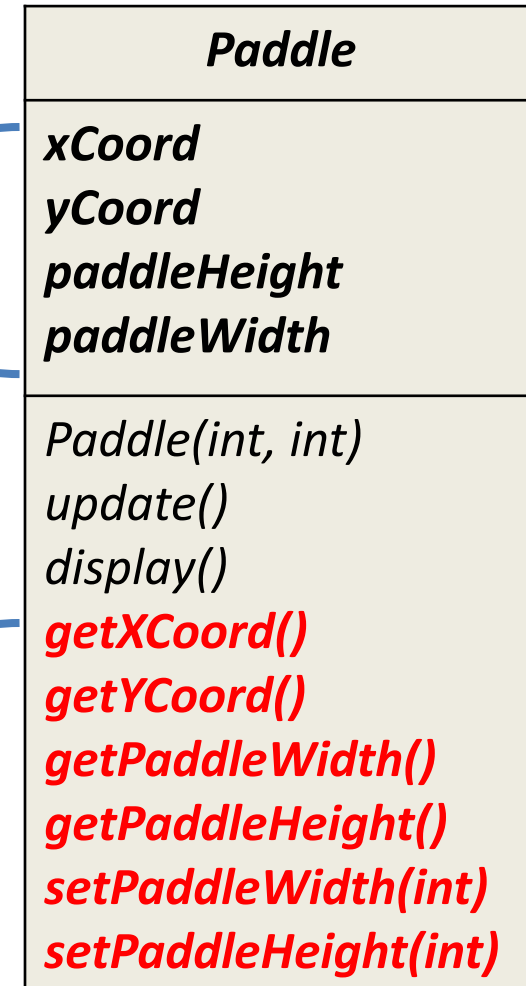 Paddle
xCoord
yCoord
paddleHeight
paddleWidth
Paddle(int, int)
update()
display()
getXCoord()
getYCoord()
getPaddleWidth()
getPaddleHeight()
setPaddleWidth(int)
setPaddleHeight(int)